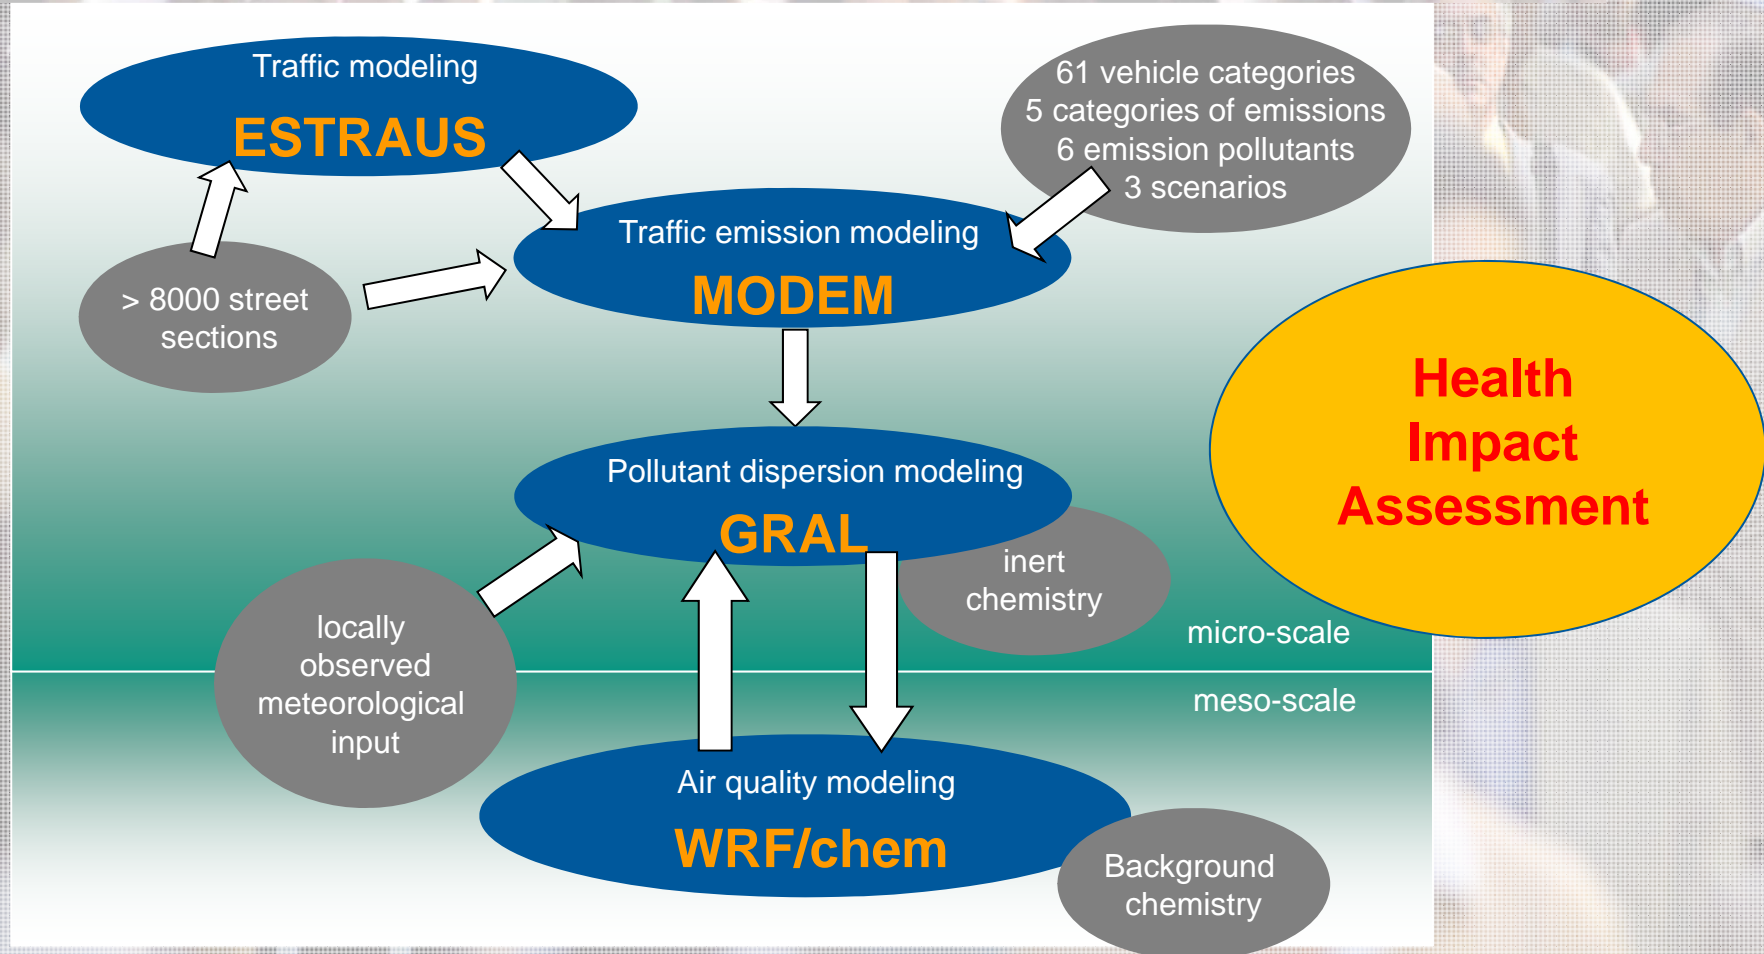 Traffic modeling
ESTRAUS
61 vehicle categories
5 categories of emissions
6 emission pollutants
3 scenarios
Traffic emission modeling
MODEM
> 8000 street
sections
Health
Impact
Assessment
Pollutant dispersion modeling
GRAL
inert
chemistry
locally
observed
meteorological
input
micro-scale
meso-scale
Air quality modeling
WRF/chem
Background
chemistry